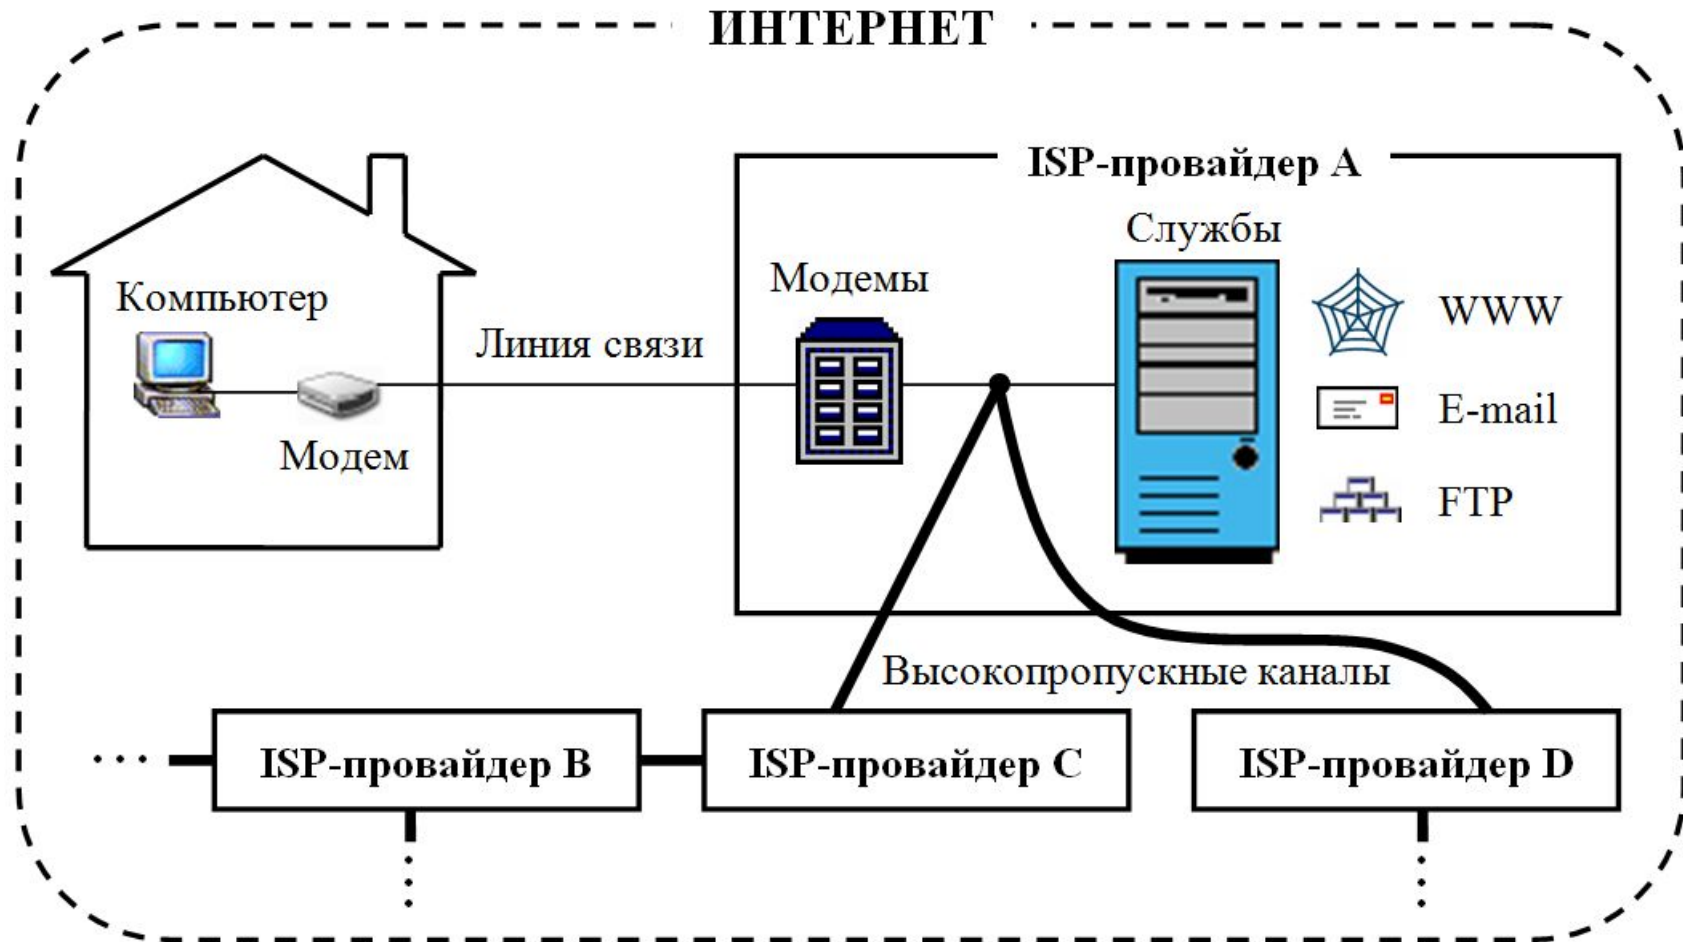 ИНТЕРНЕТ
ISP-провайдер A
Службы
Модемы
Компьютер
WWW
Линия связи
E-mail
Модем
FTP
Высокопропускные каналы
ISP-провайдер B
ISP-провайдер C
ISP-провайдер D